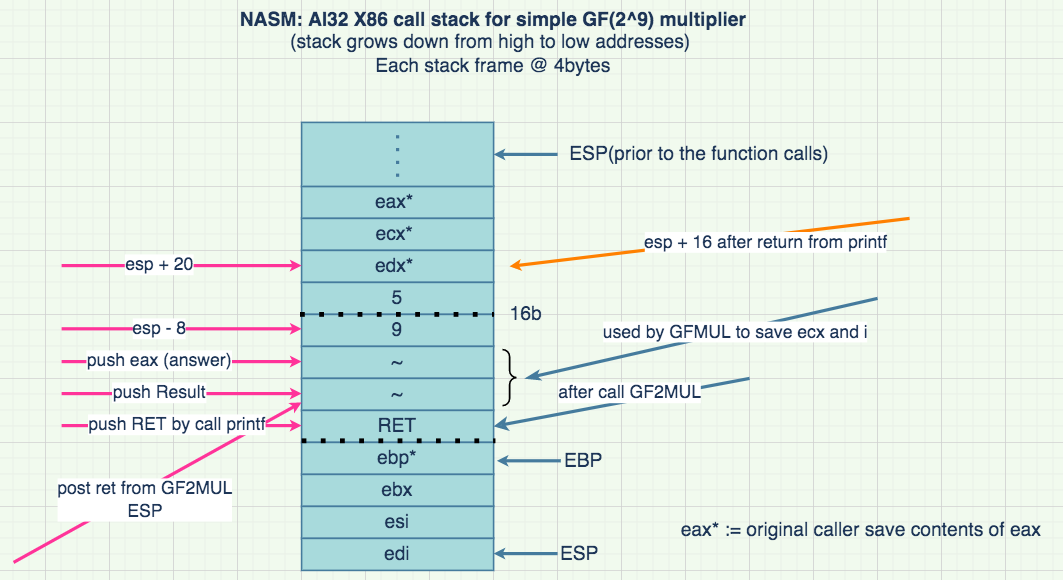 NASM: AI32 X86 call stack for simple GF(2^9) multiplier
(stack grows down from high to low addresses)
Each stack frame @ 4bytes
ESP(prior to the function calls)
eax*
ecx*
esp + 16 after return from printf
esp + 20
edx*
5
16b
esp - 8
9
used by GFMUL to save ecx and i
push eax (answer)
~
push Result
~
after call GF2MUL
push RET by call printf
RET
ebp*
EBP
post ret from GF2MUL
ESP
ebx
esi
eax* := original caller save contents of eax
edi
ESP